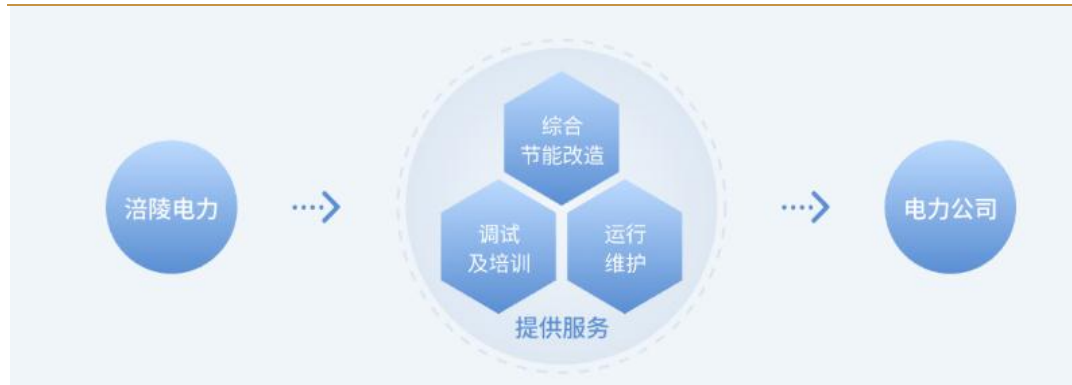 综合
节能改造
涪陵电力
调试
及培训
运行
维护
电力公司
提供服务